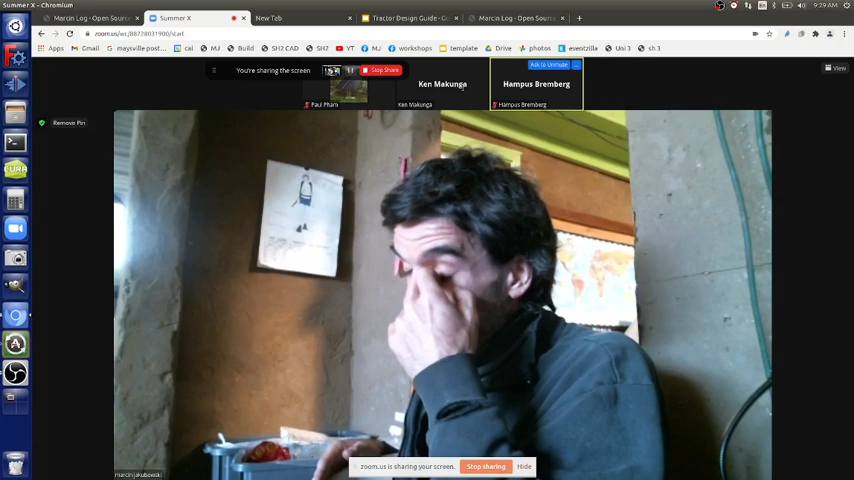 Summer X - Chromium
9:29 AM
Marcin Log - Open Source
Summer X
New Tab
Tractor Design Guide - Go
Marcin Log - Open Source
zoom.us/wc/88728031900/start
Apps
Gmail
maysville post...
cal
MJ
Build
SH2 CAD
SH2
YT
MJ
workshops
template
Drive
photos
eventzilla
Uni 3
sh 3
You're sharing the screen
Stop Share
Ask to Unmute
...
View
Ken Makunga
Hampus Bremberg
Paul Pham
Ken Makunga
Hampus Bremberg
Remove Pin
CURA
zoom.us is sharing your screen.
Stop sharing
Hide
marcin jakubowski